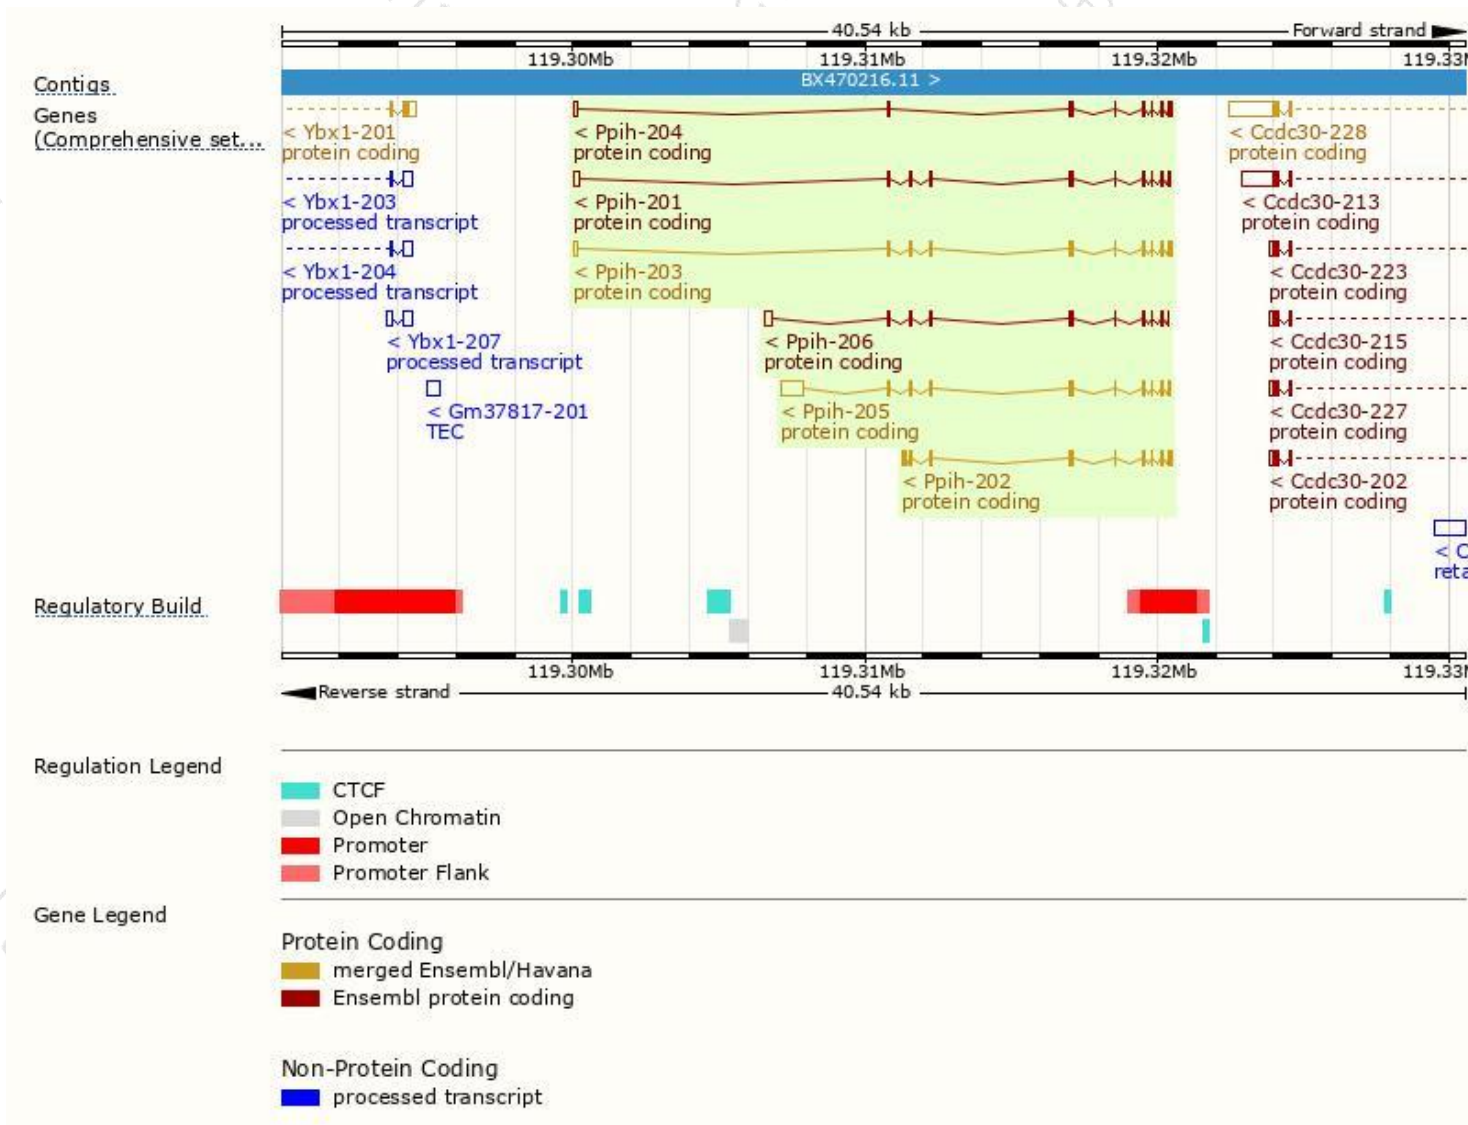 40.54 kb Forward strand
119.30Mb 119.31Mb 119.32Mb 119.33M
Contigs BX470216.11 >
Genes
(Comprehensive set...
< Ybx1-201 < Ppih-204 < Ccdc30-228
protein coding protein coding protein coding
< Ybx1-203 < Ppih-201 < Ccdc30-213
processed transcript protein coding protein coding
< Ybx1-204 < Ppih-203 < Ccdc30-223
processed transcript protein coding protein coding
< Ybx1-207 < Ppih-206 < Ccdc30-215
processed transcript protein coding protein coding
< Gm37817-201 < Ppih-205 < Ccdc30-227
TEC protein coding protein coding
< Ppih-202 < Ccdc30-202
protein coding protein coding
< C
reta
Regulatory Build
119.30Mb 119.31Mb 119.32Mb 119.33M
Reverse strand 40.54 kb
Regulation Legend
CTCF
Open Chromatin
Promoter
Promoter Flank
Gene Legend
Protein Coding
merged Ensembl/Havana
Ensembl protein coding
Non-Protein Coding
processed transcript